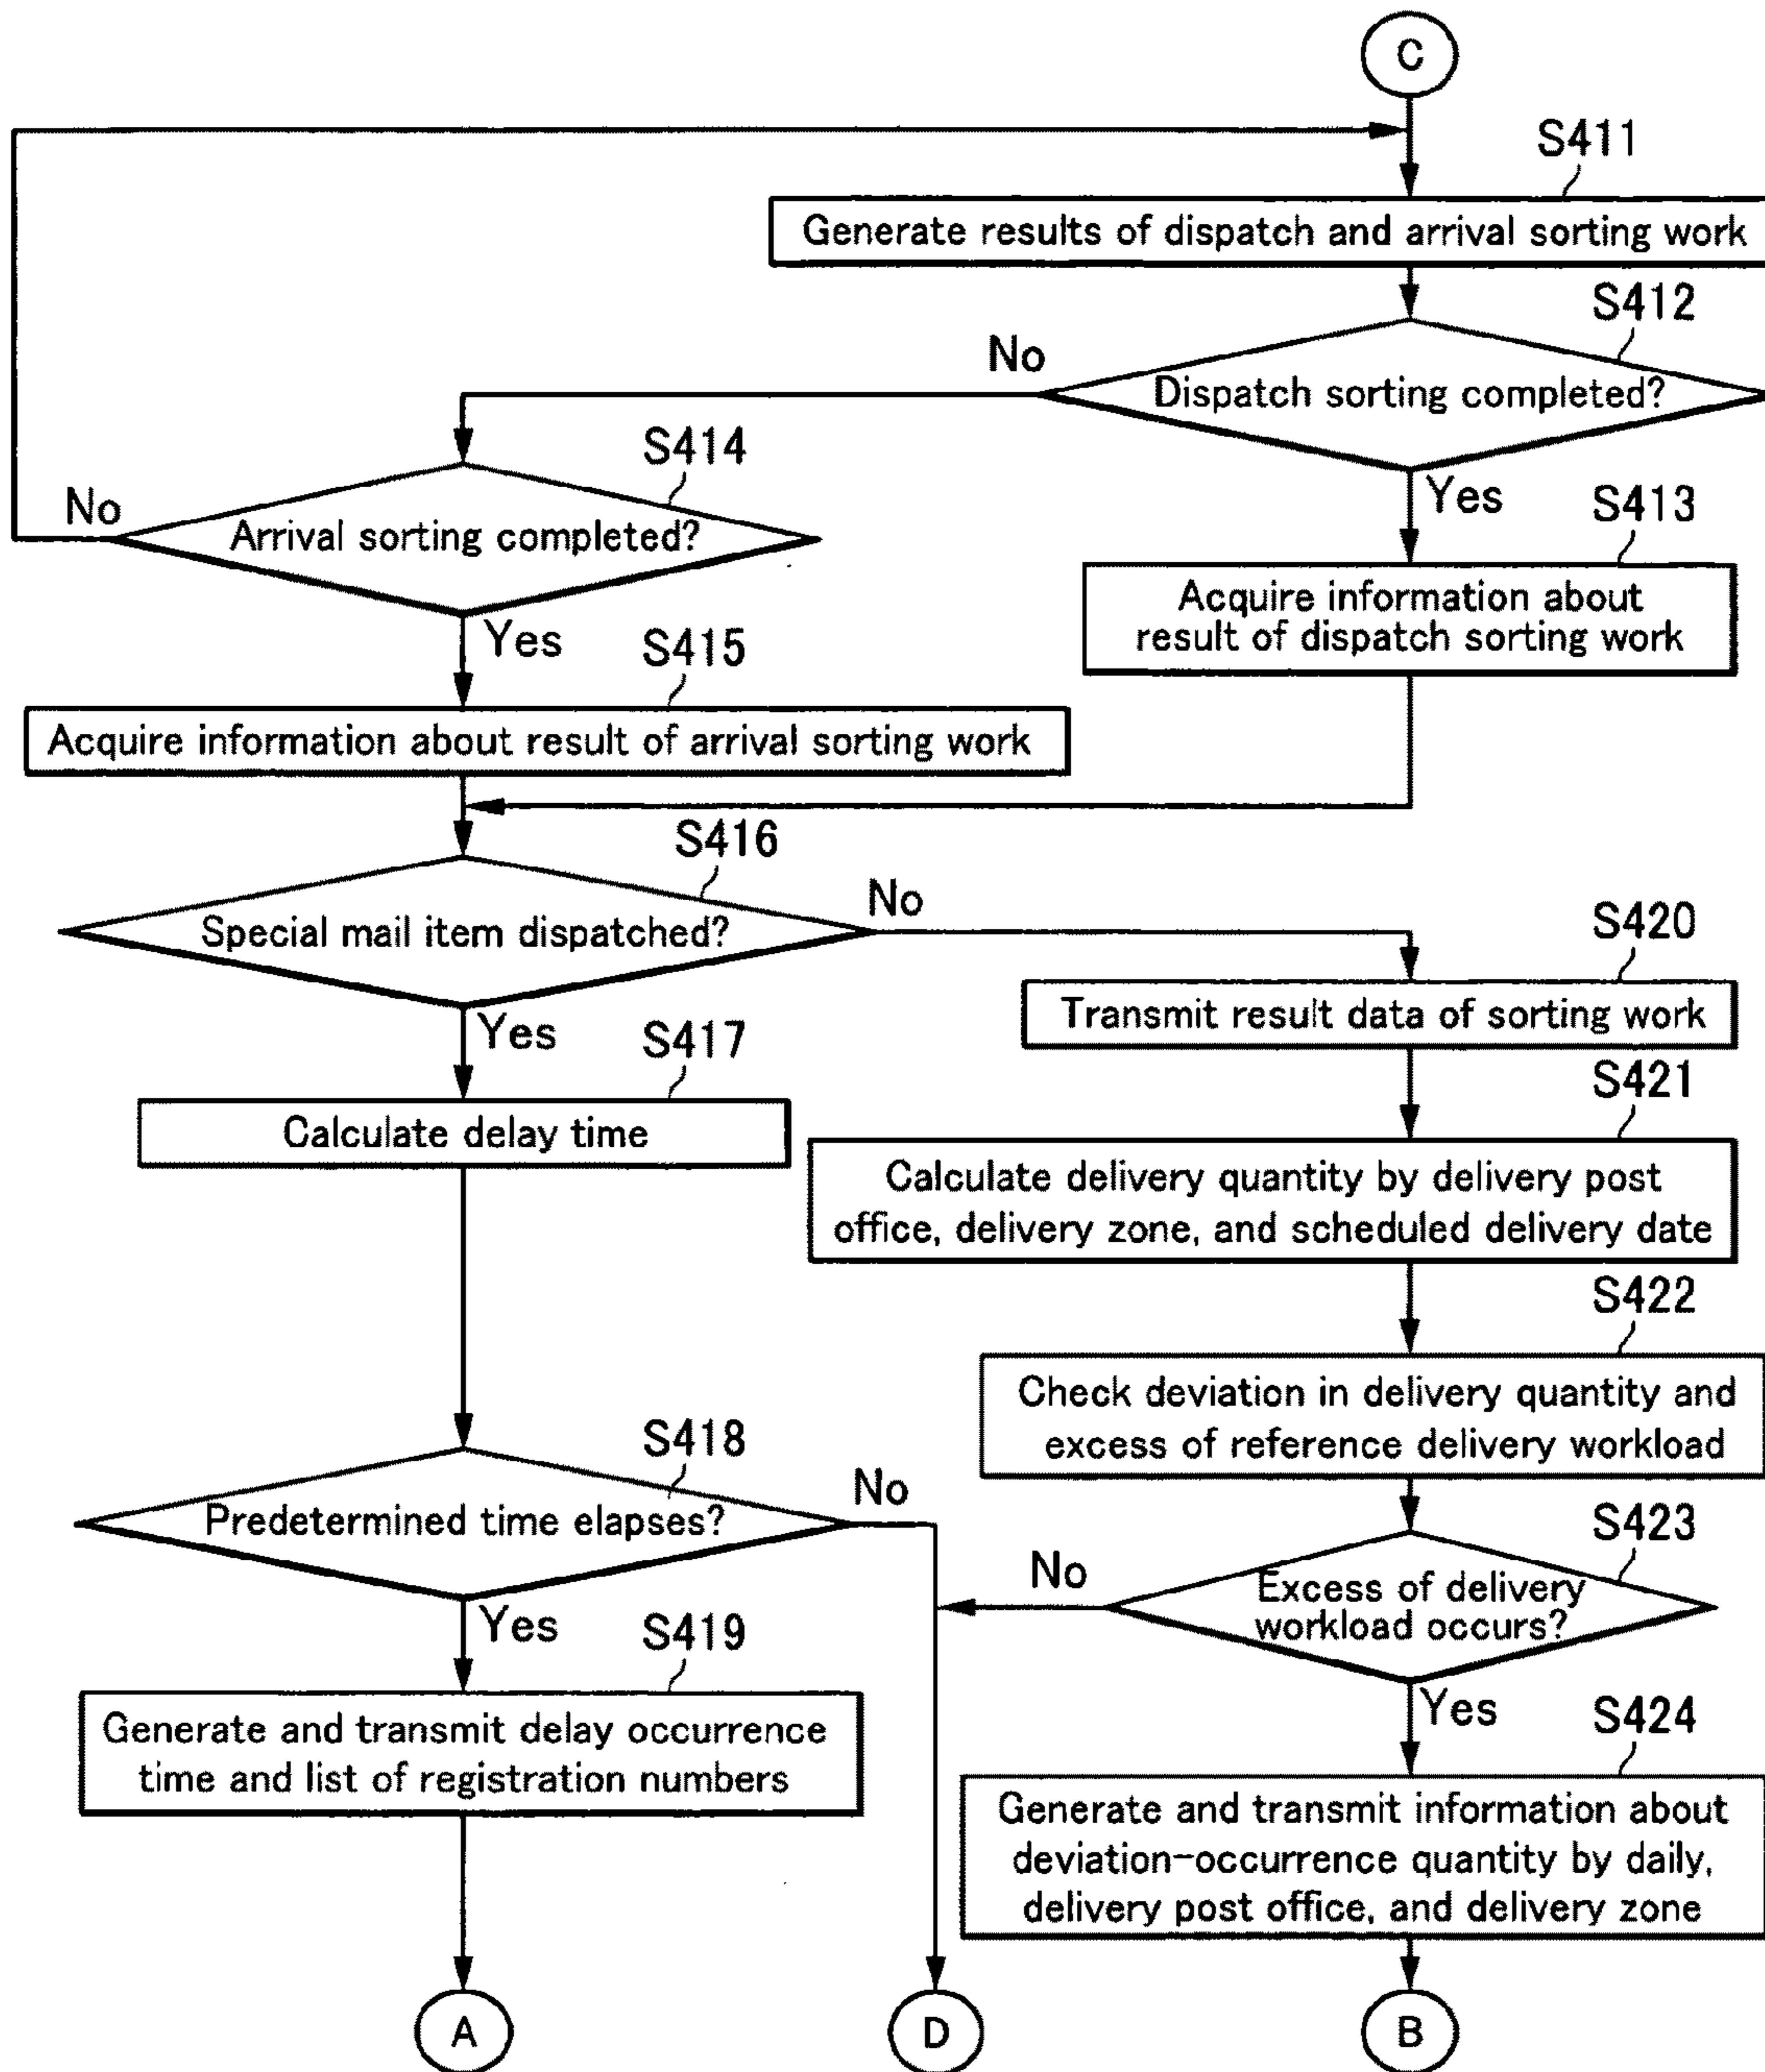 C
S411
Generate results of dispatch and arrival sorting work
S412
No
Dispatch sorting completed?
S414
Yes
S413
No
Arrival sorting completed?
Acquire information about
result of dispatch sorting work
Yes
S415
Acquire information about result of arrival sorting work
S416
No
Special mail item dispatched?
S420
Transmit result data of sorting work
Yes
S417
Calculate delay time
S421
Calculate delivery quantity by delivery post
office, delivery zone, and scheduled delivery date
S422
Check deviation in delivery quantity and
excess of reference delivery workload
S418
No
Predetermined time elapses?
S423
No
Excess of delivery
workload occurs?
Yes
S419
Generate and transmit delay occurrence
time and list of registration numbers
Yes
S424
Generate and transmit information about
deviation-occurrence quantity by daily,
delivery post office, and delivery zone
A
D
B